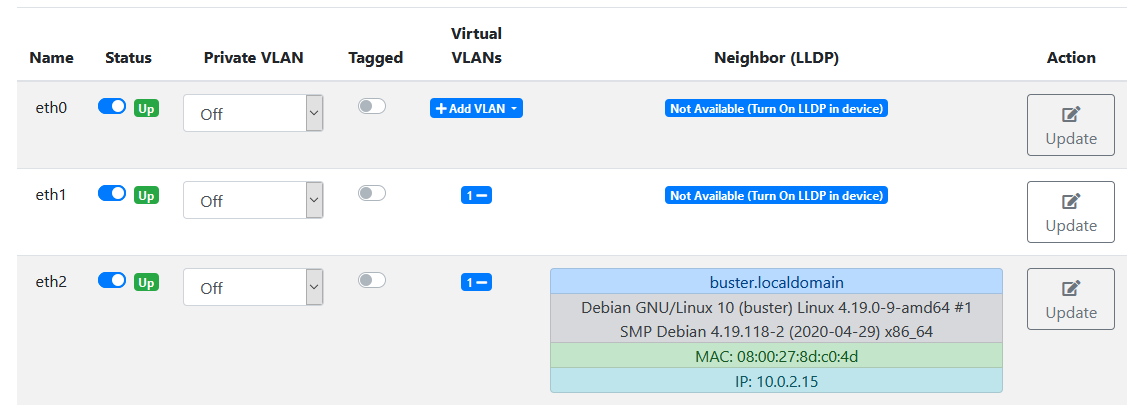 Name Status Private VLAN Tagged Virtual VLANs Neighbor (LLDP) Action
eth0 Up Off + Add VLAN Not Available (Turn On LLDP in device) Update
eth1 Up Off 1 − Not Available (Turn On LLDP in device) Update
eth2 Up Off 1 − buster.localdomain Update
Debian GNU/Linux 10 (buster) Linux 4.19.0-9-amd64 #1
SMP Debian 4.19.118-2 (2020-04-29) x86_64
MAC: 08:00:27:8d:c0:4d
IP: 10.0.2.15